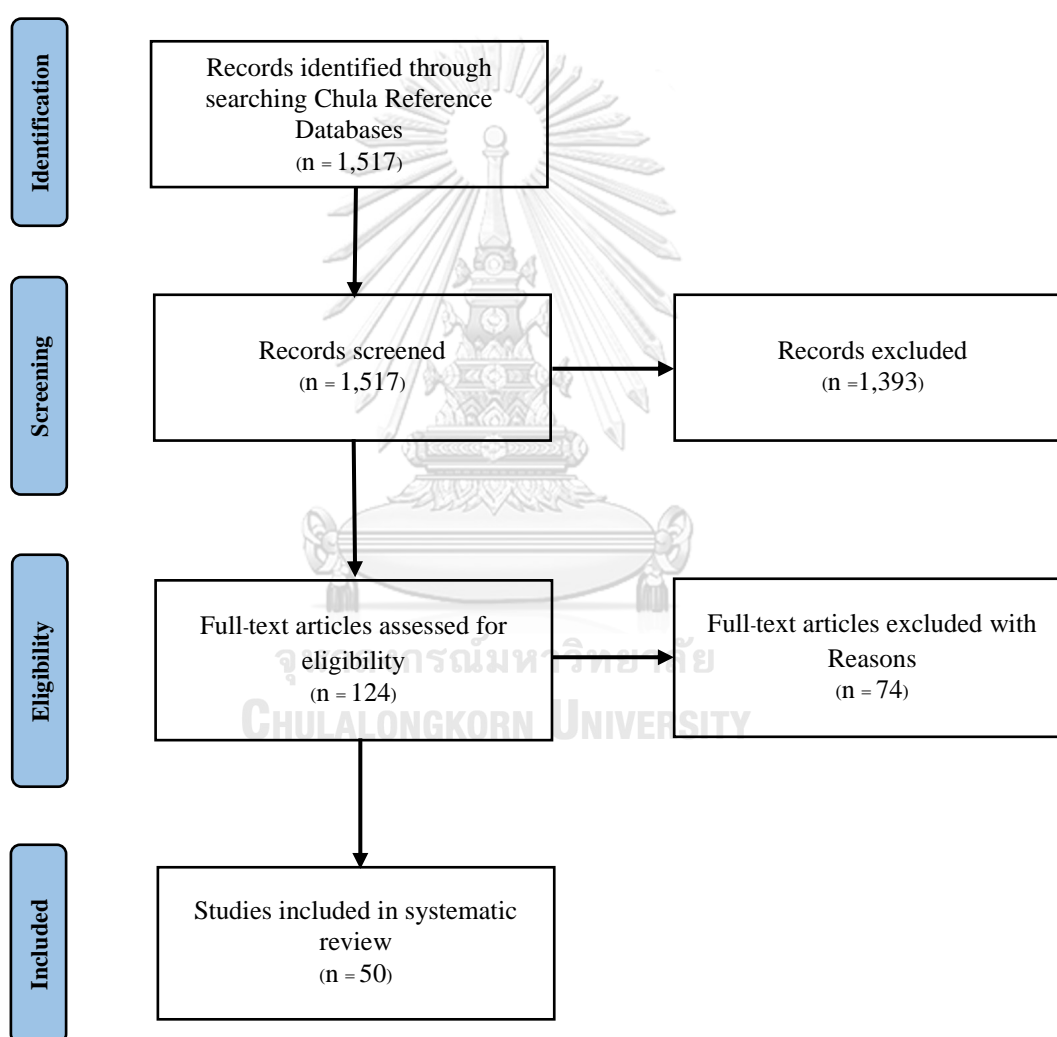 Identification
Records identified through
searching Chula Reference
Databases
(n = 1,517)
Screening
Records screened
(n = 1,517)
Records excluded
(n =1,393)
Eligibility
Full-text articles assessed for
eligibility
(n = 124)
Full-text articles excluded with
Reasons
(n = 74)
จุฬาลงกรณ์มหาวิทยาลัย
CHULALONGKORN UNIVERSITY
Included
Studies included in systematic
review
(n = 50)